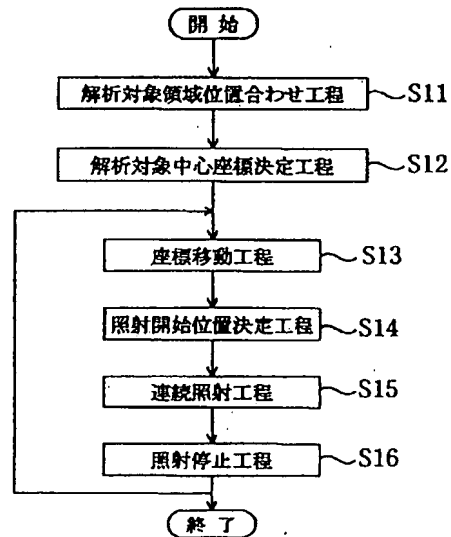 開始
解析対象領域位置合わせ工程 S11
解析対象中心座標決定工程 S12
座標移動工程 S13
照射開始位置決定工程 S14
連続照射工程 S15
照射停止工程 S16
終了